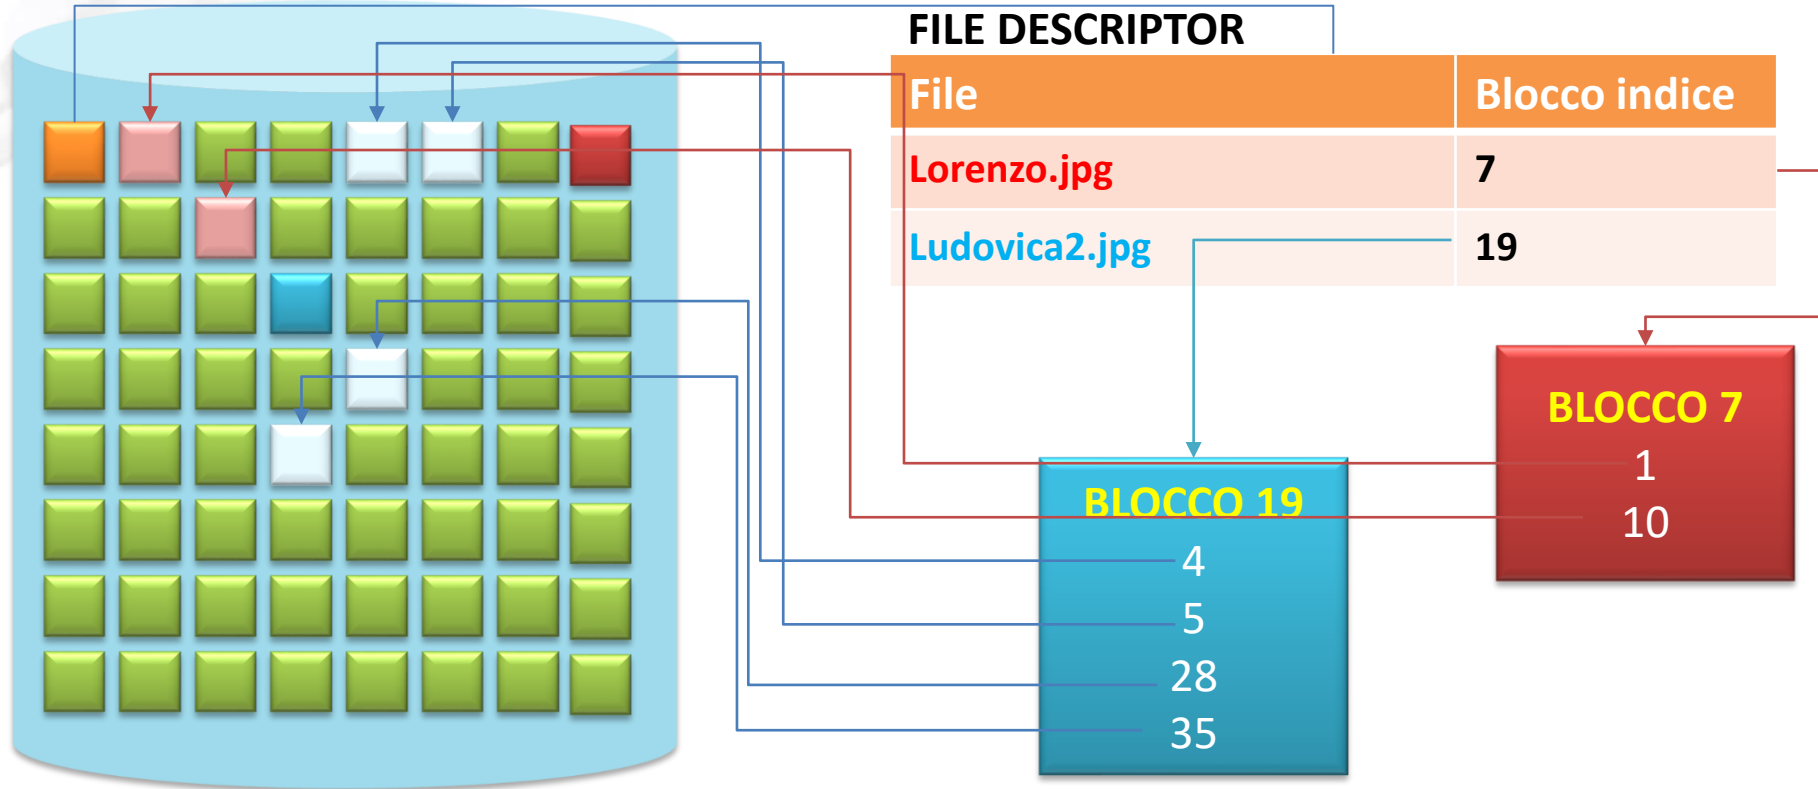 FILE DESCRIPTOR
File Blocco indice
Lorenzo.jpg 7
Ludovica2.jpg 19
BLOCCO 7
1
10
BLOCCO 19
4
5
28
35